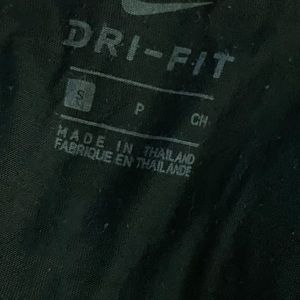 DRI-FIT
S P CH
MADE IN THAILAND
FABRIQUE EN THAILANDE